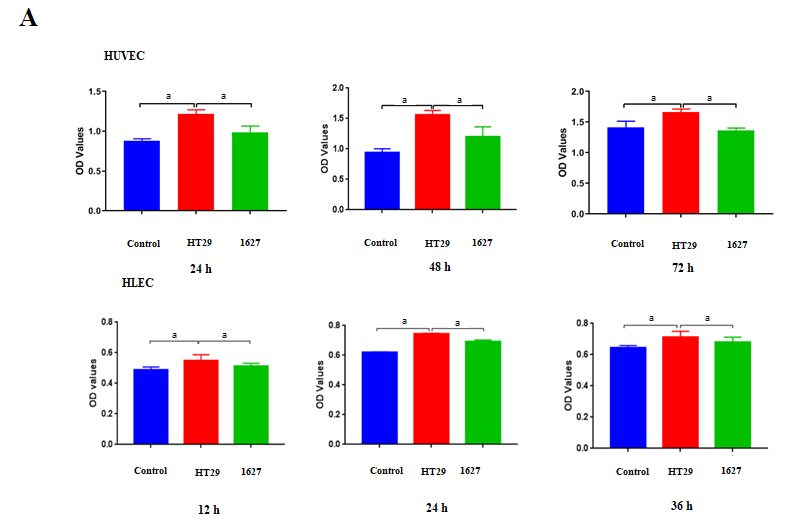 A
HUVEC
a a
1.5
1.0
0.5
0.0
OD Values
Control HT29 1627
24 h
a a
2.0
1.5
1.0
0.5
0.0
OD Values
Control HT29 1627
48 h
a a
2.0
1.5
1.0
0.5
0.0
OD Values
Control HT29 1627
72 h
HLEC
a a
0.8
0.6
0.4
0.2
0.0
OD values
Control HT29 1627
12 h
a a
0.8
0.6
0.4
0.2
0.0
OD Values
Control HT29 1627
24 h
a a
0.8
0.6
0.4
0.2
0.0
OD Values
Control HT29 1627
36 h